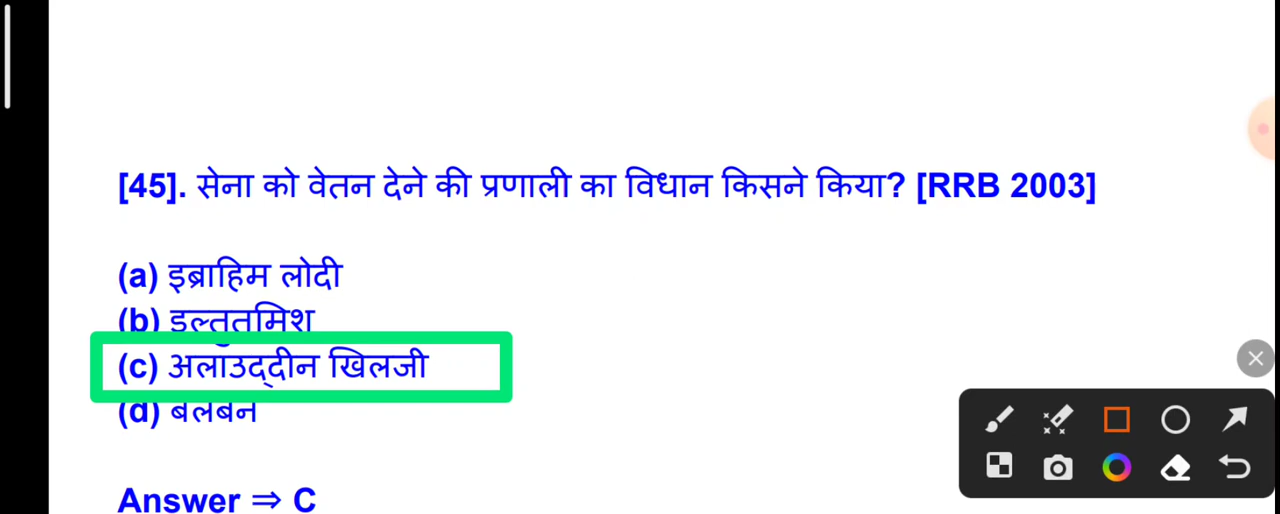 [45]. सेना को वेतन देने की प्रणाली का विधान किसने किया? [RRB 2003]
(a) इब्राहिम लोदी
(b) इल्तुतमिश
(c) अलाउद्दीन खिलजी
(d) बलबन
Answer ⇒ C